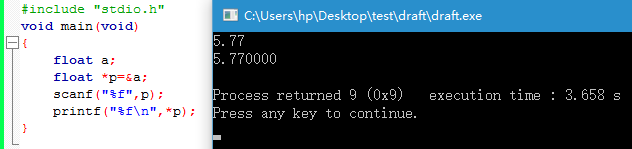 #include "stdio.h"
void main(void)
{
float a;
float *p=&a;
scanf("%f",p);
printf("%f\n",*p);
}
C:\Users\hp\Desktop\test\draft\draft.exe
5.77
5.770000
Process returned 9 (0x9)   execution time : 3.658 s
Press any key to continue.